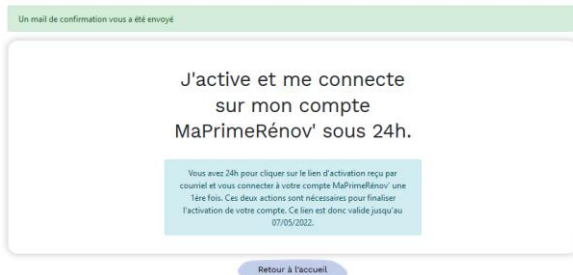 Un mail de confirmation vous a été envoyé
J'active et me connecte
sur mon compte
MaPrimeRénov' sous 24h.
Vous avez 24h pour cliquer sur le lien d'activation reçu par
courriel et vous connecter à votre compte MaPrimeRénov' une
1ère fois. Ces deux actions sont nécessaires pour finaliser
l'activation de votre compte. Ce lien est donc valide jusqu'au
07/05/2022.
Retour à l'accueil